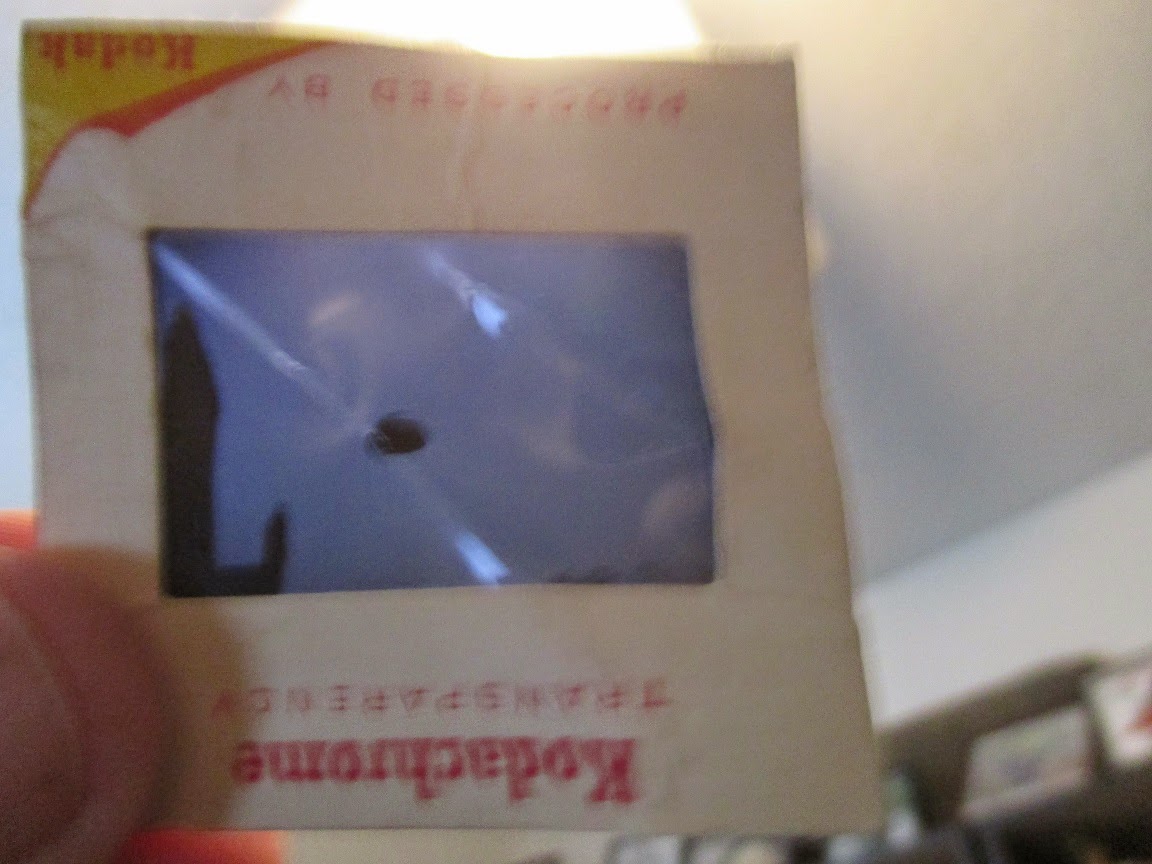 Kodachrome
TRANSPARENCY
PROCESSED BY
Kodak